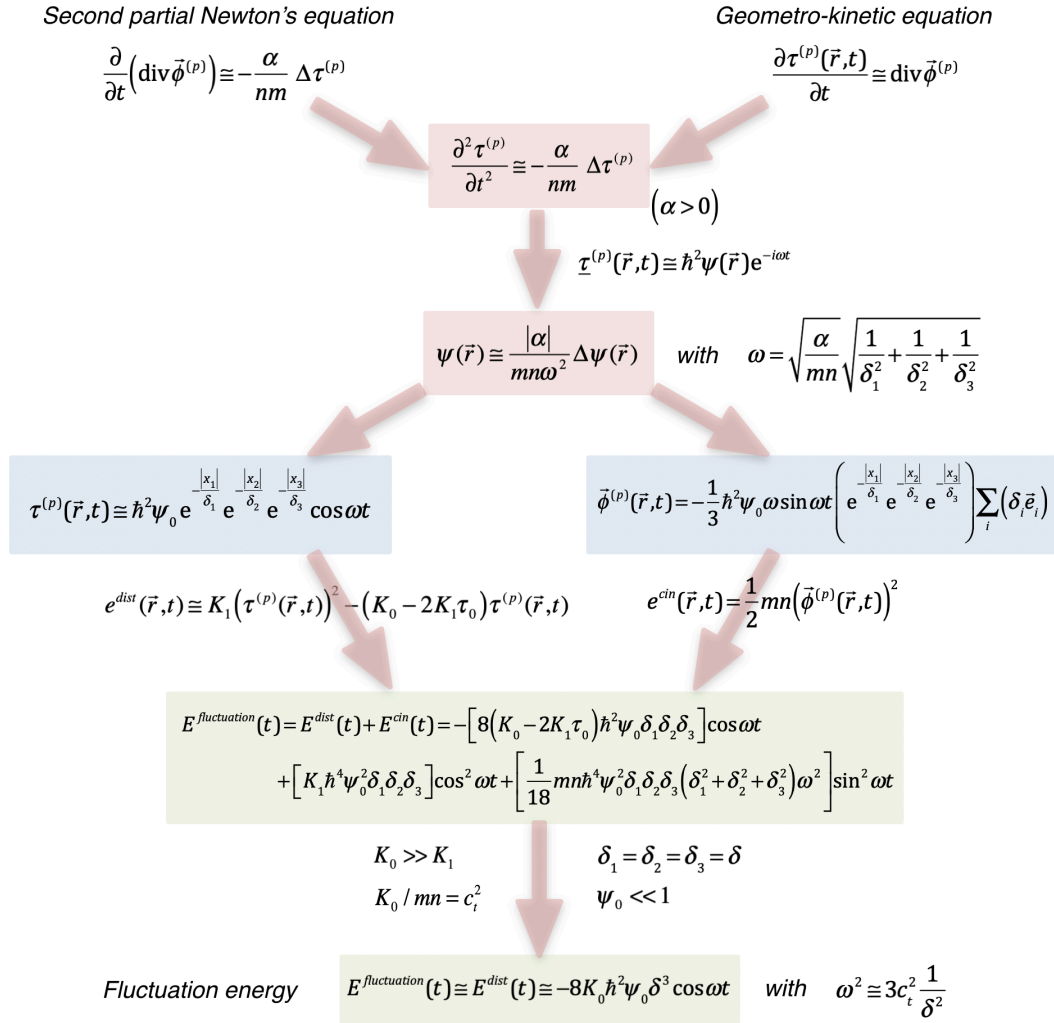 Second partial Newton's equation
Geometro-kinetic equation
∂/∂t (div φ⃗⁽ᵖ⁾) ≅ − α/nm Δτ⁽ᵖ⁾
∂τ⁽ᵖ⁾(r⃗,t)/∂t ≅ div φ⃗⁽ᵖ⁾
∂²τ⁽ᵖ⁾/∂t² ≅ − α/nm Δτ⁽ᵖ⁾
(α > 0)
τ̲⁽ᵖ⁾(r⃗,t) ≅ ħ²ψ(r⃗)e^{−iωt}
ψ(r⃗) ≅ |α|/mnω² Δψ(r⃗) with ω = √(α/mn) √(1/δ₁² + 1/δ₂² + 1/δ₃²)
τ⁽ᵖ⁾(r⃗,t) ≅ ħ²ψ₀ e^{−|x₁|/δ₁} e^{−|x₂|/δ₂} e^{−|x₃|/δ₃} cos ωt
φ⃗⁽ᵖ⁾(r⃗,t) = − 1/3 ħ²ψ₀ω sin ωt (e^{−|x₁|/δ₁} e^{−|x₂|/δ₂} e^{−|x₃|/δ₃}) ∑ᵢ(δᵢe⃗ᵢ)
e^{dist}(r⃗,t) ≅ K₁(τ⁽ᵖ⁾(r⃗,t))² − (K₀ − 2K₁τ₀)τ⁽ᵖ⁾(r⃗,t)
e^{cin}(r⃗,t) = 1/2 mn(φ⃗⁽ᵖ⁾(r⃗,t))²
E^{fluctuation}(t) = E^{dist}(t) + E^{cin}(t) = −[8(K₀ − 2K₁τ₀)ħ²ψ₀δ₁δ₂δ₃] cos ωt
+ [K₁ħ⁴ψ₀²δ₁δ₂δ₃] cos² ωt + [1/18 mnħ⁴ψ₀²δ₁δ₂δ₃(δ₁² + δ₂² + δ₃²)ω²] sin² ωt
K₀ >> K₁
δ₁ = δ₂ = δ₃ = δ
K₀ / mn = cₜ²
ψ₀ << 1
Fluctuation energy E^{fluctuation}(t) ≅ E^{dist}(t) ≅ −8K₀ħ²ψ₀δ³ cos ωt with ω² ≅ 3cₜ² 1/δ²